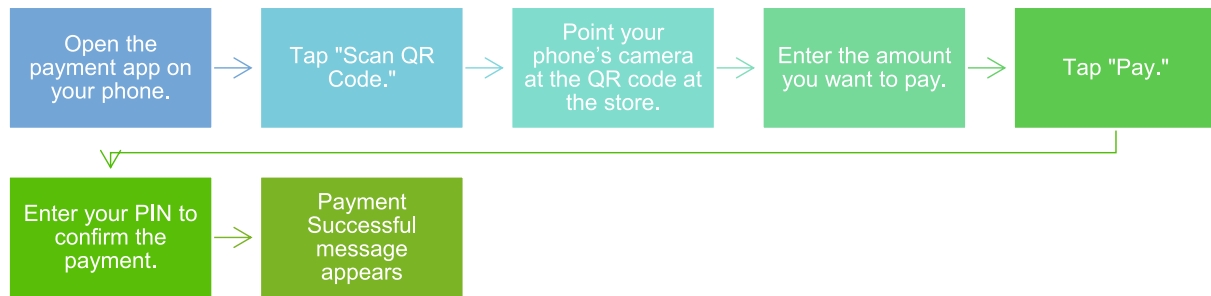 Open the
payment app on
your phone.
Tap "Scan QR
Code."
Point your
phone’s camera
at the QR code at
the store.
Enter the amount
you want to pay.
Tap "Pay."
Enter your PIN to
confirm the
payment.
Payment
Successful
message
appears